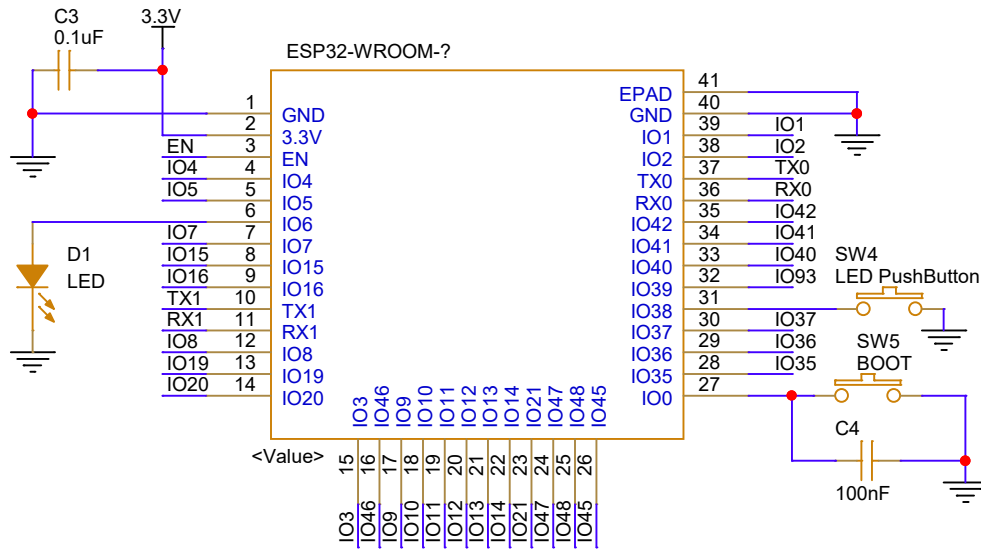 C3
0.1uF
3.3V
ESP32-WROOM-?
1
GND
2
3.3V
EN
3
EN
IO4
4
IO4
IO5
5
IO5
6
IO6
IO7
7
IO7
IO15
8
IO15
IO16
9
IO16
TX1
10
TX1
RX1
11
RX1
IO8
12
IO8
IO19
13
IO19
IO20
14
IO20
D1
LED
EPAD
41
GND
40
IO1
39
IO1
IO2
38
IO2
TX0
37
TX0
RX0
36
RX0
IO42
35
IO42
IO41
34
IO41
IO40
33
IO40
IO39
32
IO93
IO38
31
IO37
30
IO37
IO36
29
IO36
IO35
28
IO35
IO0
27
SW4
LED PushButton
SW5
BOOT
C4
100nF
IO3
IO46
IO9
IO10
IO11
IO12
IO13
IO14
IO21
IO47
IO48
IO45
<Value>
15
16
17
18
19
20
21
22
23
24
25
26
IO3
IO46
IO9
IO10
IO11
IO12
IO13
IO14
IO21
IO47
IO48
IO45